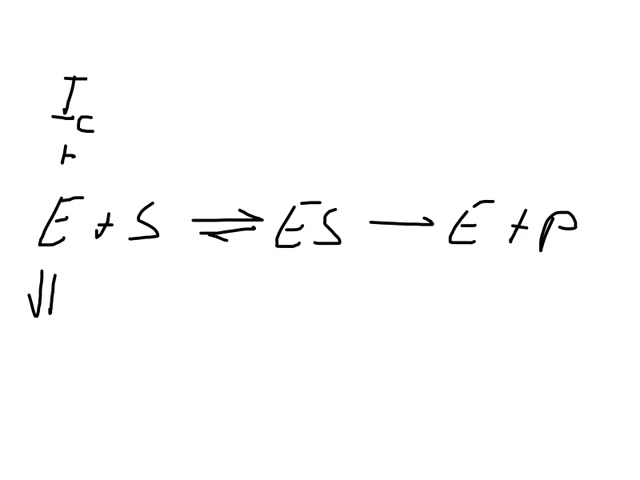 I_c
+
E + S ⇌ ES → E + P
⇃↾